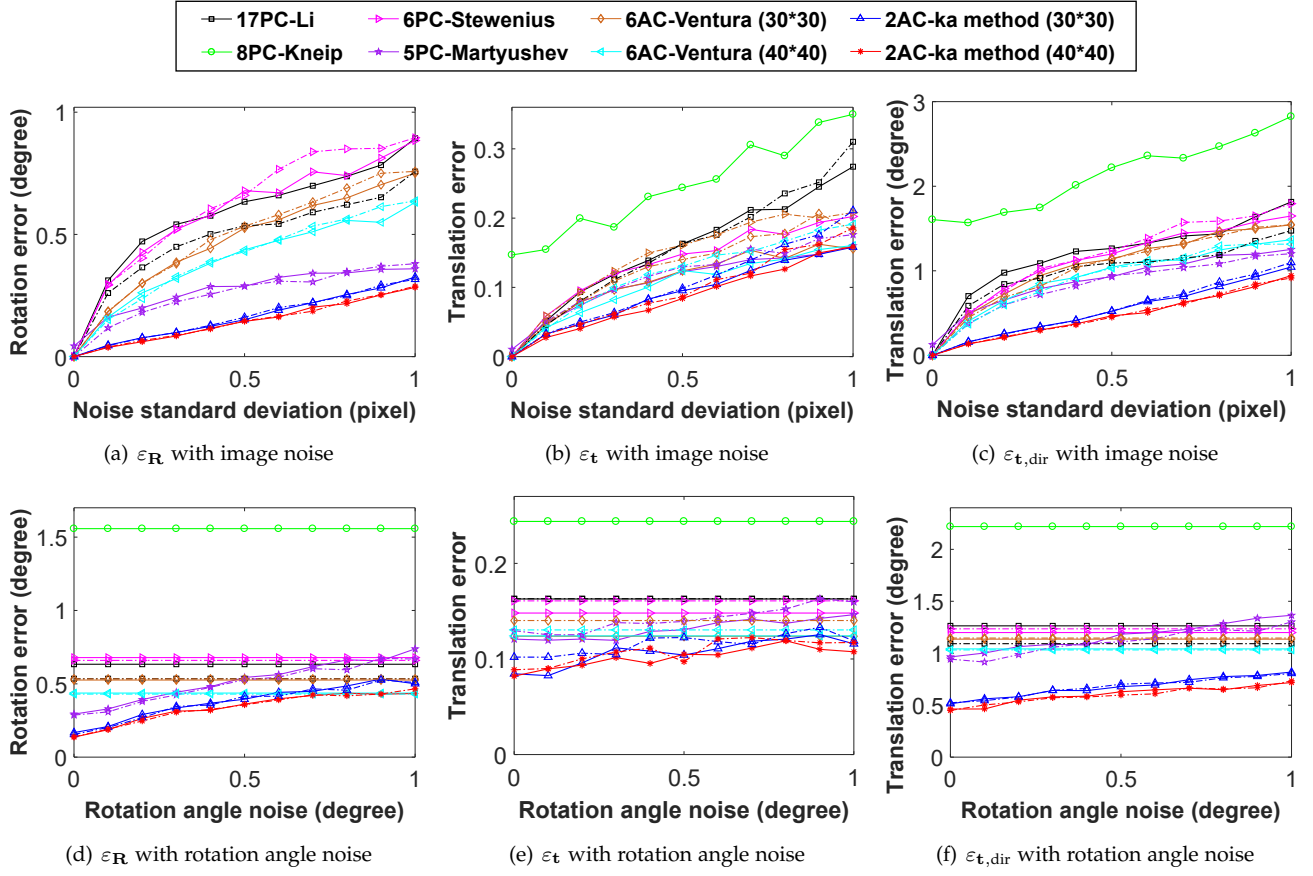 17PC-Li 6PC-Stewenius 6AC-Ventura (30*30) 2AC-ka method (30*30)
8PC-Kneip 5PC-Martyushev 6AC-Ventura (40*40) 2AC-ka method (40*40)
Rotation error (degree)
1
0.5
0
0 0.5 1
Noise standard deviation (pixel)
(a) εR with image noise
Translation error
0.3
0.2
0.1
0
0 0.5 1
Noise standard deviation (pixel)
(b) εt with image noise
Translation error (degree)
3
2
1
0
0 0.5 1
Noise standard deviation (pixel)
(c) εt,dir with image noise
Rotation error (degree)
1.5
1
0.5
0
0 0.5 1
Rotation angle noise (degree)
(d) εR with rotation angle noise
Translation error
0.2
0.1
0
0 0.5 1
Rotation angle noise (degree)
(e) εt with rotation angle noise
Translation error (degree)
2
1.5
1
0.5
0
0 0.5 1
Rotation angle noise (degree)
(f) εt,dir with rotation angle noise